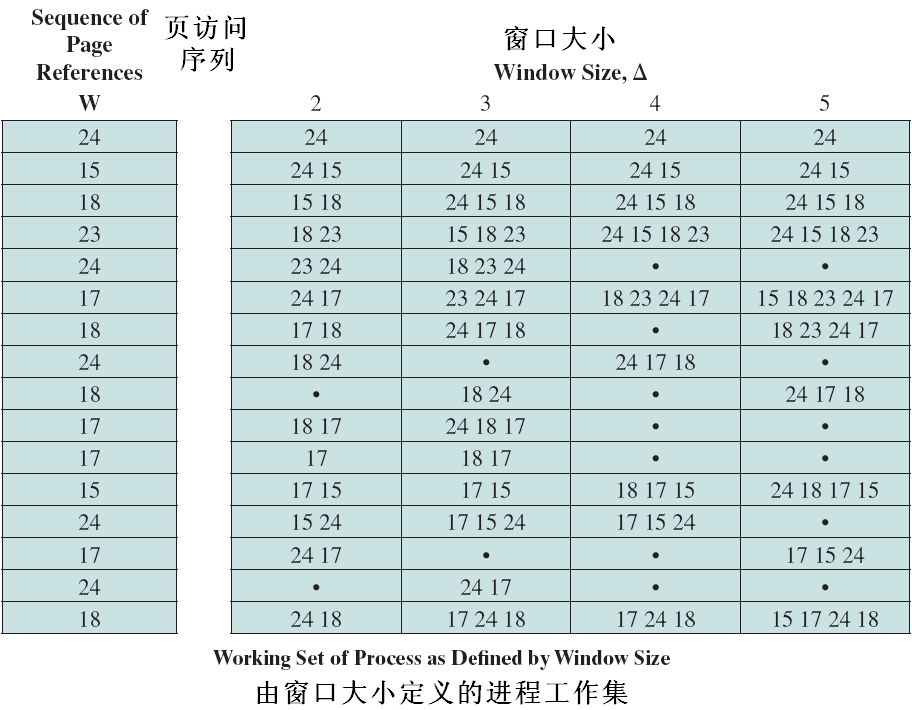 Sequence of
Page
References
W
页访问
序列
窗口大小
Window Size, Δ
2 3 4 5
24 24 24 24 24
15 24 15 24 15 24 15 24 15
18 15 18 24 15 18 24 15 18 24 15 18
23 18 23 15 18 23 24 15 18 23 24 15 18 23
24 23 24 18 23 24 • •
17 24 17 23 24 17 18 23 24 17 15 18 23 24 17
18 17 18 24 17 18 • 18 23 24 17
24 18 24 • 24 17 18 •
18 • 18 24 • 24 17 18
17 18 17 24 18 17 • •
17 17 18 17 • •
15 17 15 17 15 18 17 15 24 18 17 15
24 15 24 17 15 24 17 15 24 •
17 24 17 • • 17 15 24
24 • 24 17 • •
18 24 18 17 24 18 17 24 18 15 17 24 18
Working Set of Process as Defined by Window Size
由窗口大小定义的进程工作集